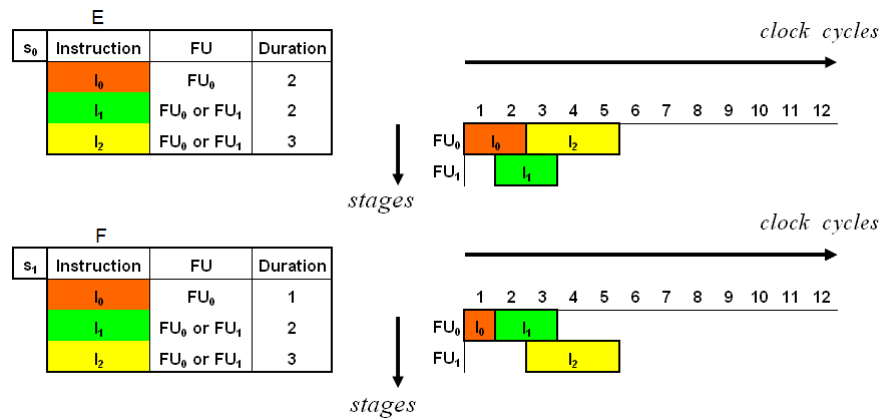 E
s₀ Instruction FU Duration
I₀ FU₀ 2
I₁ FU₀ or FU₁ 2
I₂ FU₀ or FU₁ 3
clock cycles
1 2 3 4 5 6 7 8 9 10 11 12
FU₀ I₀ I₂
FU₁ I₁
stages
F
s₁ Instruction FU Duration
I₀ FU₀ 1
I₁ FU₀ or FU₁ 2
I₂ FU₀ or FU₁ 3
clock cycles
1 2 3 4 5 6 7 8 9 10 11 12
FU₀ I₀ I₁
FU₁ I₂
stages